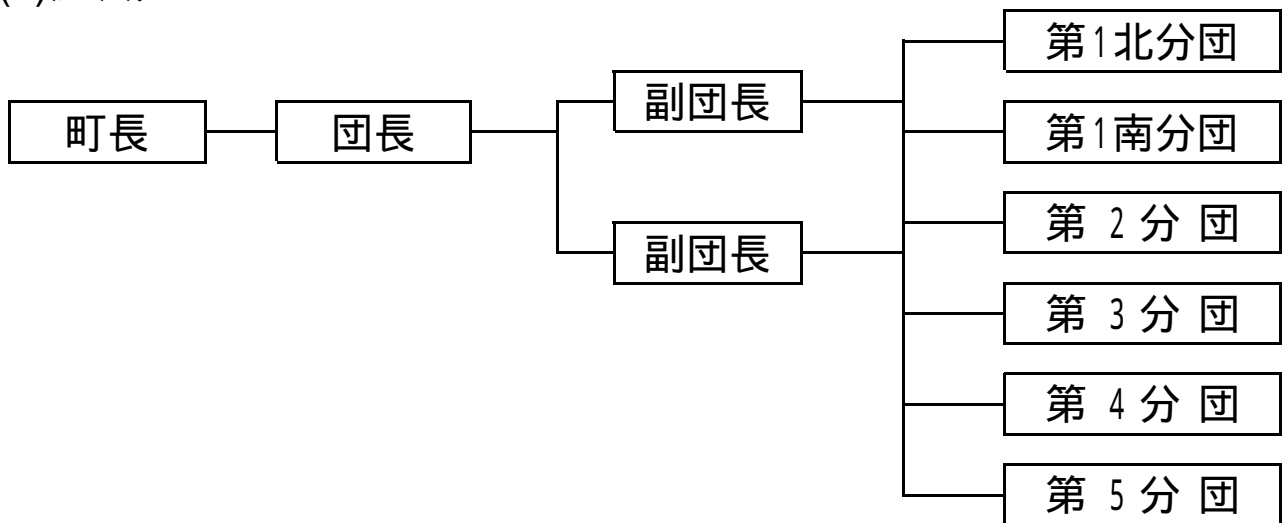 町長
団長
副団長
副団長
第1北分団
第1南分団
第 2 分 団
第 3 分 団
第 4 分 団
第 5 分 団